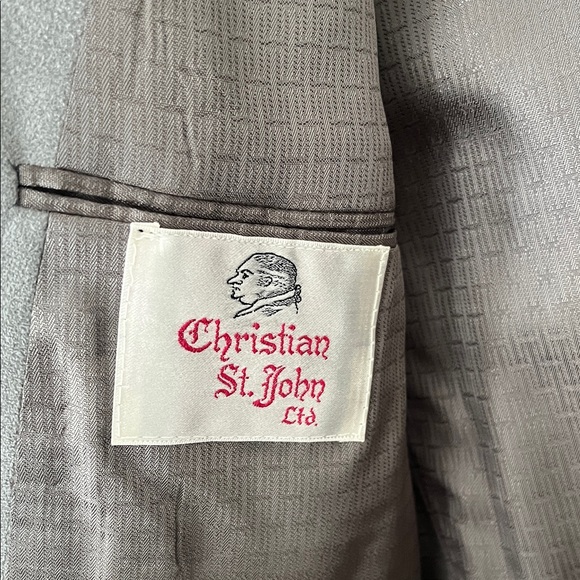 Christian
St. John
Ltd.